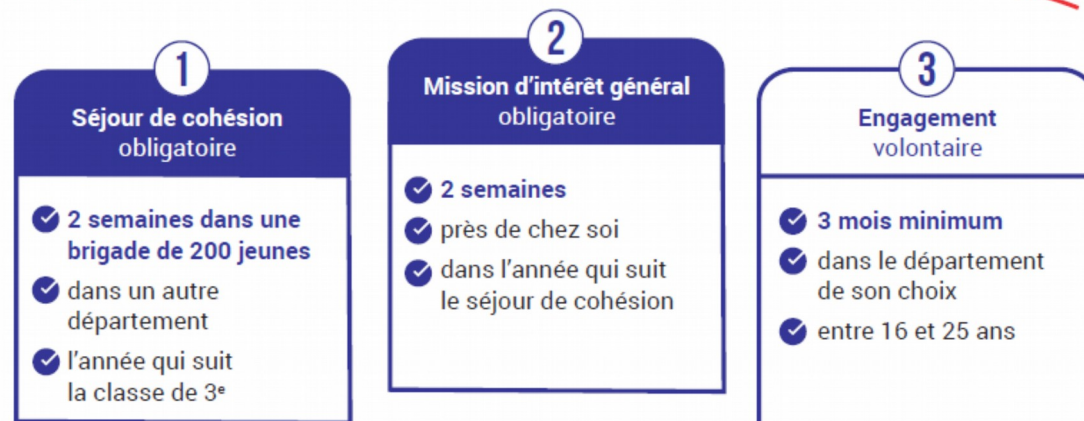 1
Séjour de cohésion
obligatoire
2 semaines dans une
brigade de 200 jeunes
dans un autre
département
l'année qui suit
la classe de 3ᵉ
2
Mission d'intérêt général
obligatoire
2 semaines
près de chez soi
dans l'année qui suit
le séjour de cohésion
3
Engagement
volontaire
3 mois minimum
dans le département
de son choix
entre 16 et 25 ans